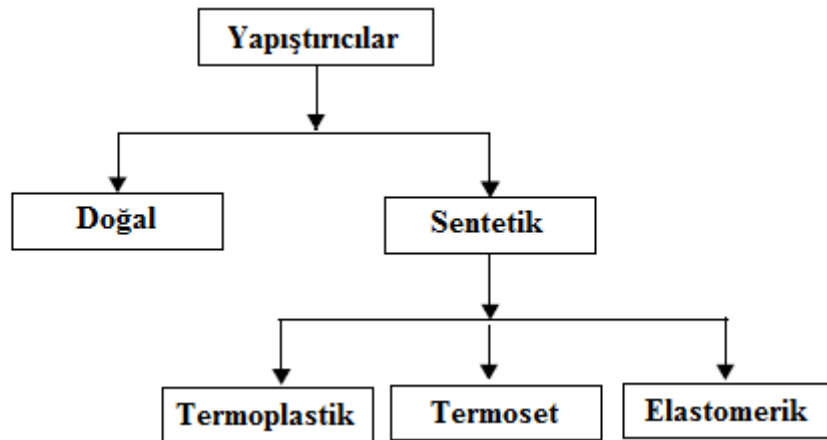 Yapıştırıcılar
Doğal
Sentetik
Termoplastik
Termoset
Elastomerik